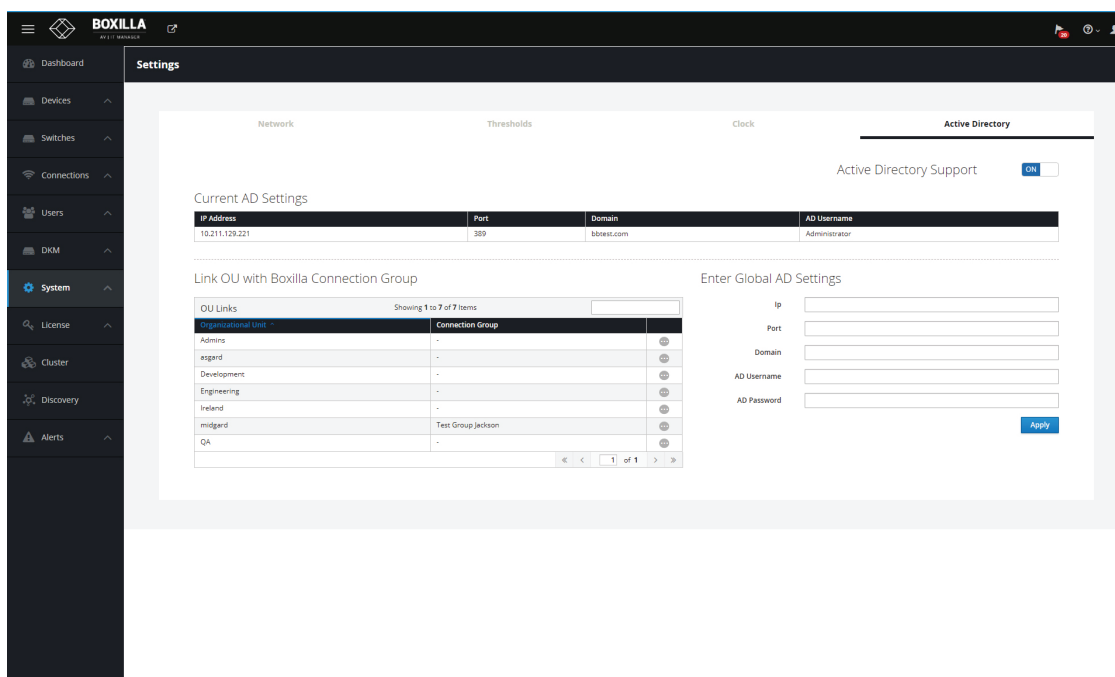 BOXILLA
AV | IT MANAGER
20
Dashboard
Devices
Switches
Connections
Users
DKM
System
License
Cluster
Discovery
Alerts
Settings
Network Thresholds Clock Active Directory
Active Directory Support ON
Current AD Settings
IP Address Port Domain AD Username
10.211.129.221 389 bbtest.com Administrator
Link OU with Boxilla Connection Group
OU Links Showing 1 to 7 of 7 Items
Organizational Unit Connection Group
Admins -
asgard -
Development -
Engineering -
Ireland -
midgard Test Group Jackson
QA -
« < 1 of 1 > »
Enter Global AD Settings
Ip
Port
Domain
AD Username
AD Password
Apply